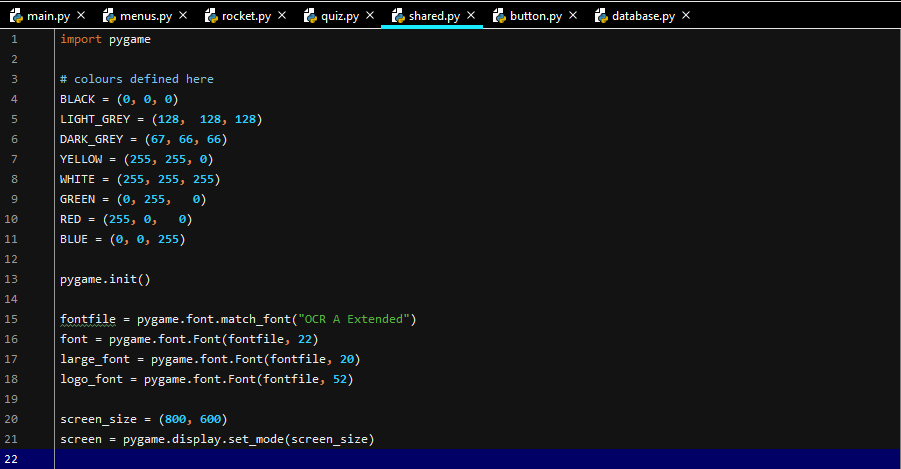 main.py menus.py rocket.py quiz.py shared.py button.py database.py
1 import pygame
2
3 # colours defined here
4 BLACK = (0, 0, 0)
5 LIGHT_GREY = (128,  128, 128)
6 DARK_GREY = (67, 66, 66)
7 YELLOW = (255, 255, 0)
8 WHITE = (255, 255, 255)
9 GREEN = (0, 255,   0)
10 RED = (255, 0,   0)
11 BLUE = (0, 0, 255)
12
13 pygame.init()
14
15 fontfile = pygame.font.match_font("OCR A Extended")
16 font = pygame.font.Font(fontfile, 22)
17 large_font = pygame.font.Font(fontfile, 20)
18 logo_font = pygame.font.Font(fontfile, 52)
19
20 screen_size = (800, 600)
21 screen = pygame.display.set_mode(screen_size)
22